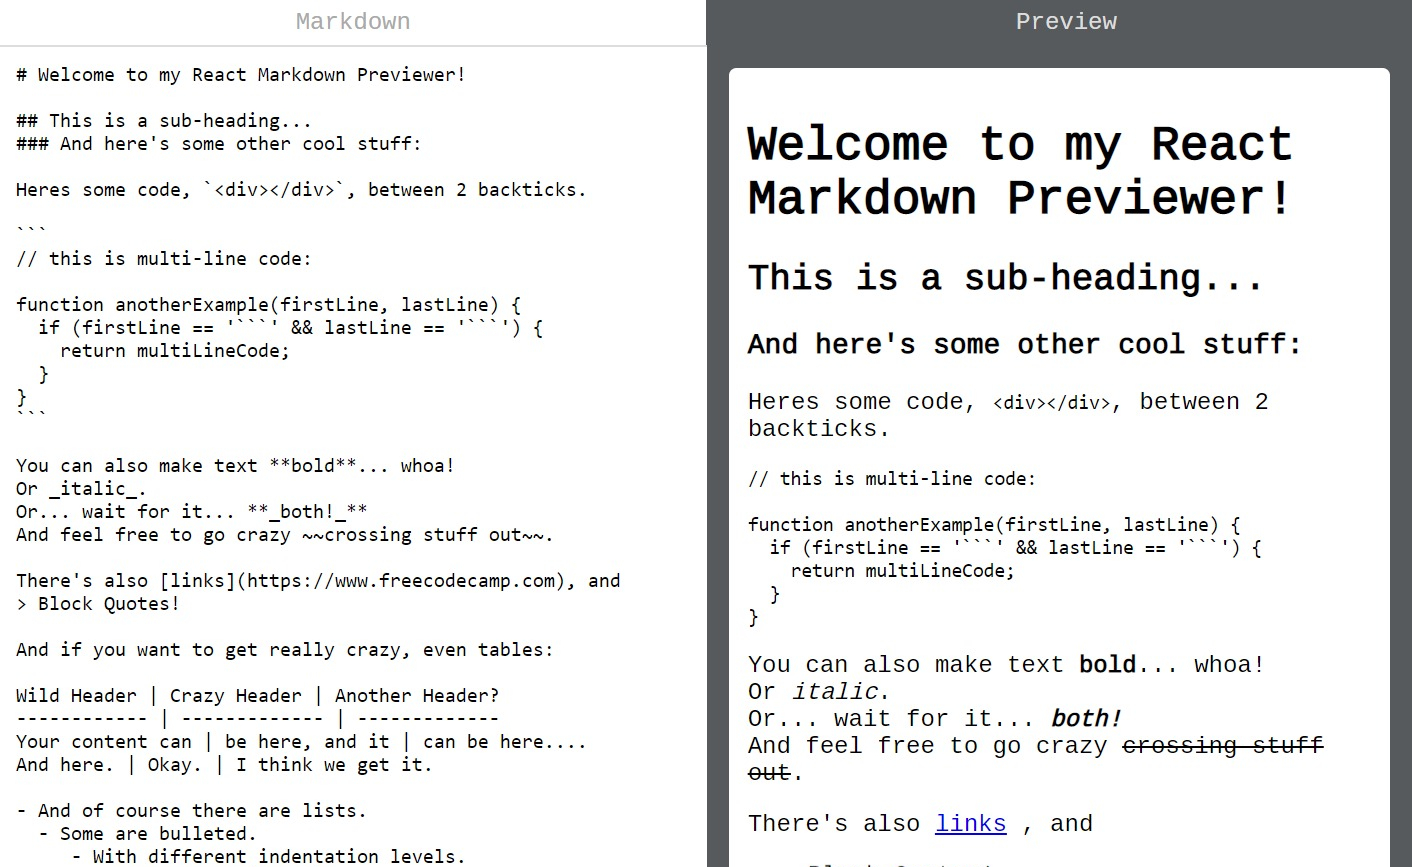 Markdown
# Welcome to my React Markdown Previewer!
## This is a sub-heading...
### And here's some other cool stuff:
Heres some code, `<div></div>`, between 2 backticks.
```
// this is multi-line code:
function anotherExample(firstLine, lastLine) {
  if (firstLine == '```' && lastLine == '```') {
    return multiLineCode;
  }
}
```
You can also make text **bold**... whoa!
Or _italic_.
Or... wait for it... **_both!_**
And feel free to go crazy ~~crossing stuff out~~.
There's also [links](https://www.freecodecamp.com), and
> Block Quotes!
And if you want to get really crazy, even tables:
Wild Header | Crazy Header | Another Header?
------------ | ------------- | -------------
Your content can | be here, and it | can be here....
And here. | Okay. | I think we get it.
- And of course there are lists.
  - Some are bulleted.
     - With different indentation levels.
Preview
Welcome to my React
Markdown Previewer!
This is a sub-heading...
And here's some other cool stuff:
Heres some code, <div></div>, between 2
backticks.
// this is multi-line code:
function anotherExample(firstLine, lastLine) {
  if (firstLine == '```' && lastLine == '```') {
    return multiLineCode;
  }
}
You can also make text bold... whoa!
Or italic.
Or... wait for it... both!
And feel free to go crazy crossing stuff
out.
There's also links , and